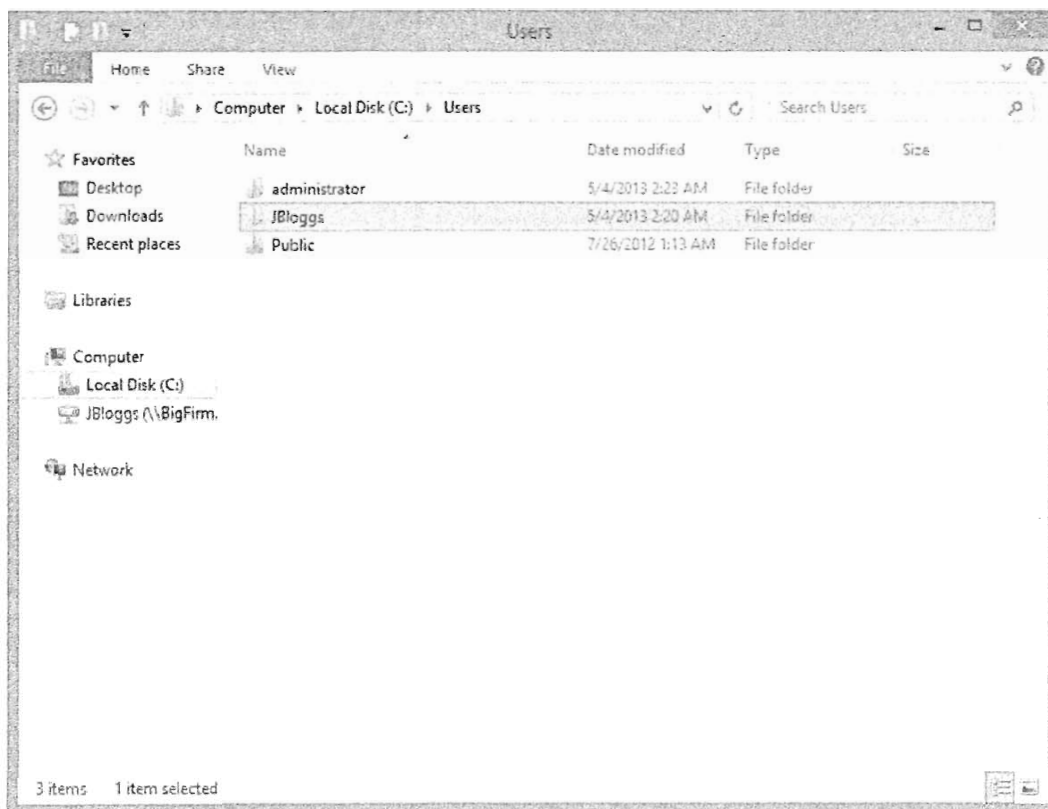 Users
File Home Share View
Computer Local Disk (C:) Users Search Users
Favorites
Desktop
Downloads
Recent places
Libraries
Computer
Local Disk (C:)
JBloggs (\\BigFirm.
Network
Name Date modified Type Size
administrator 5/4/2013 2:23 AM File folder
JBloggs 5/4/2013 2:20 AM File folder
Public 7/26/2012 1:13 AM File folder
3 items 1 item selected